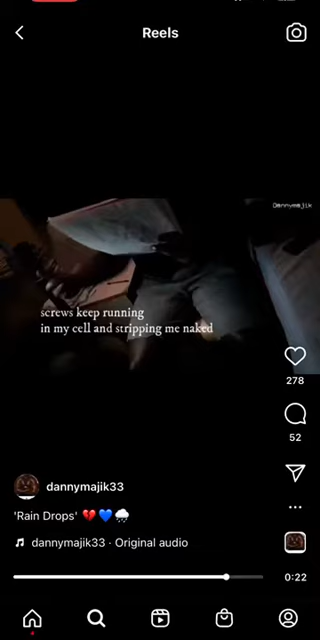 Reels
Dannymajik
screws keep running
in my cell and stripping me naked
278
52
dannymajik33
'Rain Drops' 💔💙🌧️
dannymajik33 · Original audio
0:22